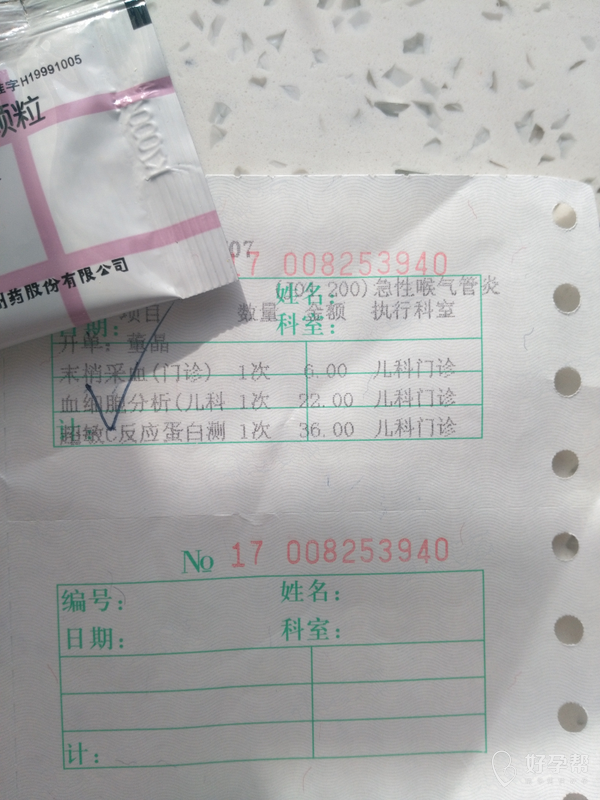 准字H19991005
颗粒
药股份有限公司
07
17 008253940
姓名:
(J04.200)急性喉气管炎
项目 数量 金额 执行科室
日期: 科室:
开单: 董晶
末梢采血(门诊) 1次 6.00 儿科门诊
血细胞分析(儿科 1次 22.00 儿科门诊
超敏C反应蛋白测 1次 36.00 儿科门诊
计:
No 17 008253940
编号: 姓名:
日期: 科室:
计:
好孕帮